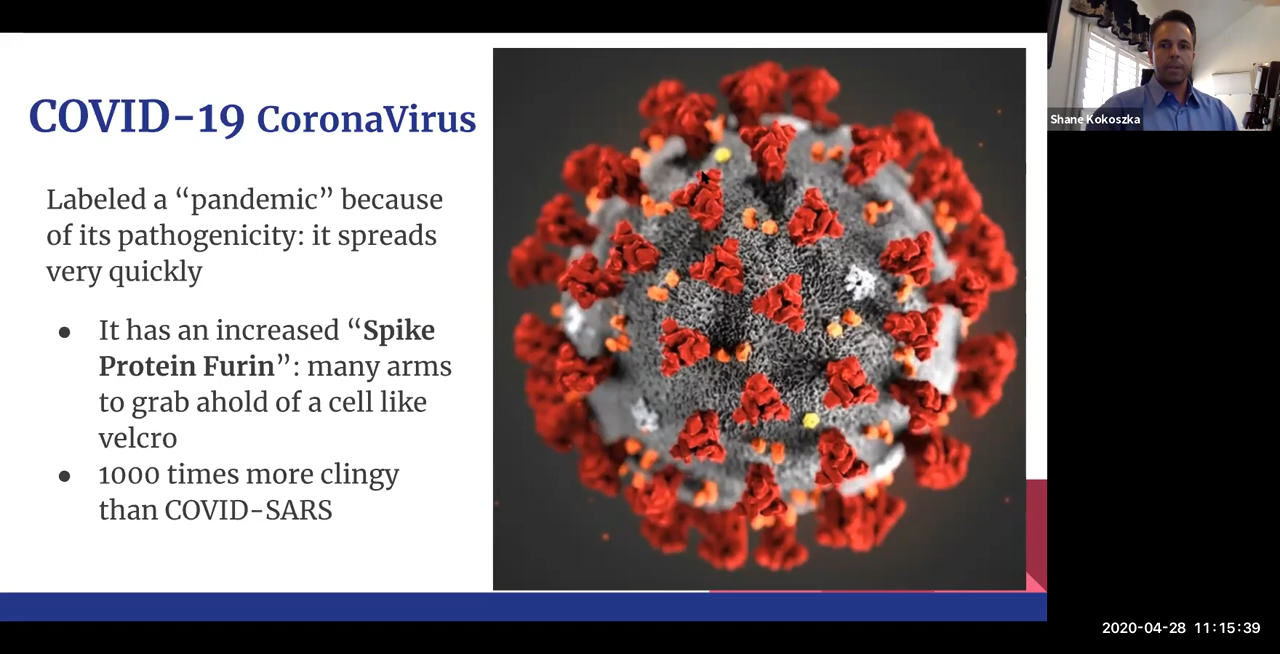 COVID-19 CoronaVirus
Labeled a “pandemic” because
of its pathogenicity: it spreads
very quickly
● It has an increased “Spike
Protein Furin”: many arms
to grab ahold of a cell like
velcro
● 1000 times more clingy
than COVID-SARS
Shane Kokoszka
2020-04-28 11:15:39